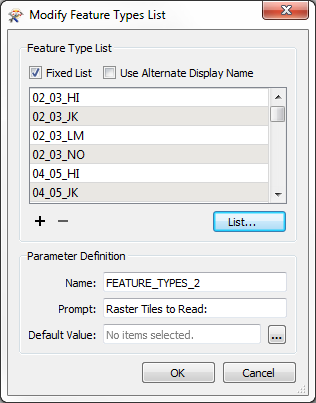 Modify Feature Types List
Feature Type List
Fixed List Use Alternate Display Name
02_03_HI
02_03_JK
02_03_LM
02_03_NO
04_05_HI
04_05_JK
List...
Parameter Definition
Name: FEATURE_TYPES_2
Prompt: Raster Tiles to Read:
Default Value: No items selected. ...
OK Cancel